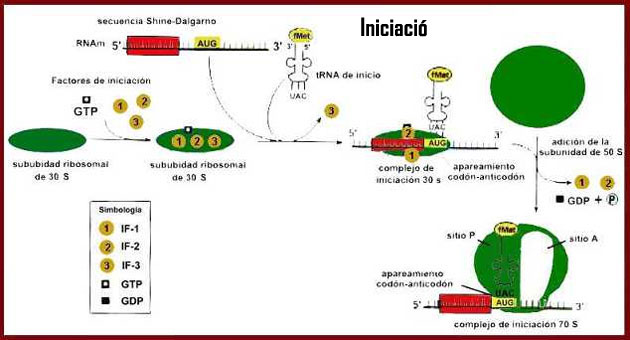 Iniciació
secuencia Shine-Dalgarno
RNAm
5'
AUG
3'
fMet
3' 5'
UAC
tRNA de inicio
Factores de iniciación
GTP
1
2
3
3
1 2 3
sububidad ribosomal
de 30 S
sububidad ribosomal
de 30 S
fMet
UAC
5'
2
AUG
3'
1
complejo de
iniciación 30 s
apareamiento
codón-anticodón
adición de la
subunidad de 50 S
1 2
GDP + P
Simbología
1 IF-1
2 IF-2
3 IF-3
GTP
GDP
sitio P
fMet
sitio A
apareamiento
codón-anticodón
UAC
5'
AUG
3'
complejo de iniciación 70 S